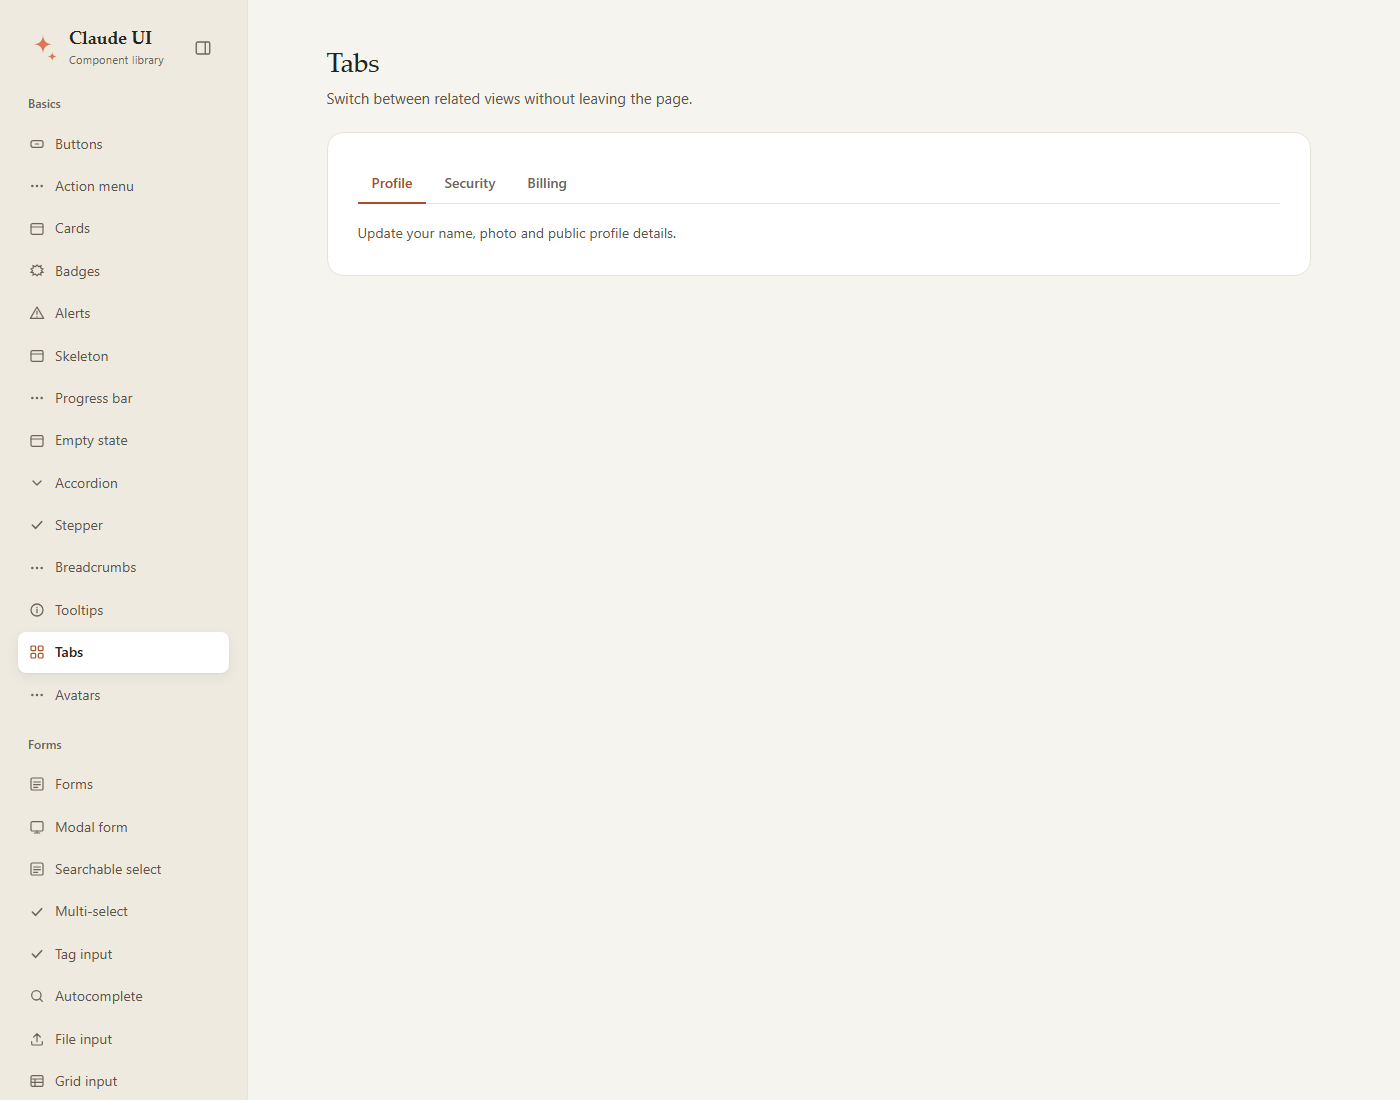 Claude UI
Component library
Basics
Buttons
Action menu
Cards
Badges
Alerts
Skeleton
Progress bar
Empty state
Accordion
Stepper
Breadcrumbs
Tooltips
Tabs
Avatars
Forms
Forms
Modal form
Searchable select
Multi-select
Tag input
Autocomplete
File input
Grid input
Tabs
Switch between related views without leaving the page.
Profile Security Billing
Update your name, photo and public profile details.